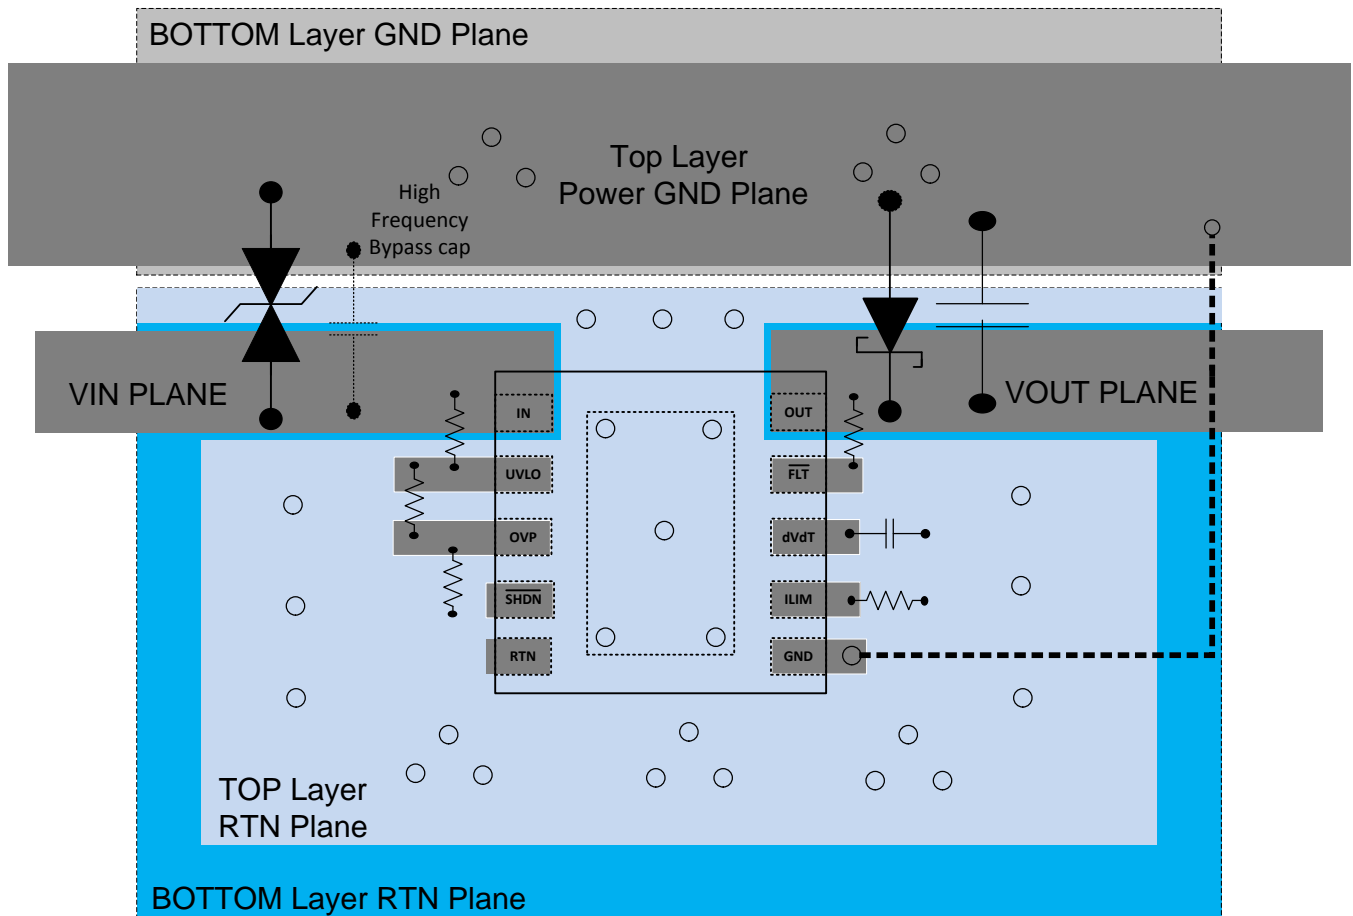 BOTTOM Layer GND Plane
Top Layer
Power GND Plane
High
Frequency
Bypass cap
VIN PLANE
VOUT PLANE
IN
OUT
UVLO
FLT
OVP
dVdT
SHDN
ILIM
RTN
GND
TOP Layer
RTN Plane
BOTTOM Layer RTN Plane